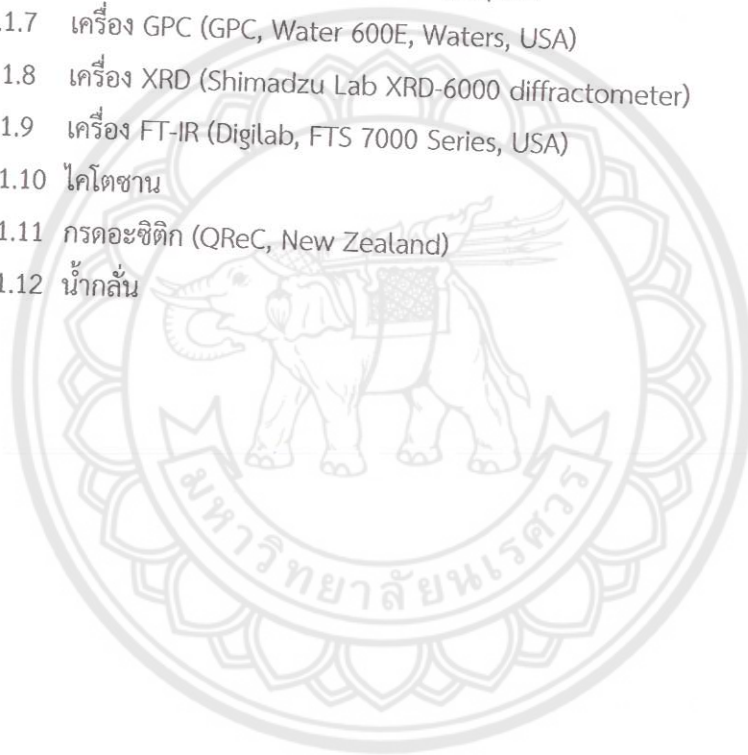 .1.7 เครื่อง GPC (GPC, Water 600E, Waters, USA)
1.8 เครื่อง XRD (Shimadzu Lab XRD-6000 diffractometer)
1.9 เครื่อง FT-IR (Digilab, FTS 7000 Series, USA)
1.10 ไคโตซาน
1.11 กรดอะซิติก (QReC, New Zealand)
1.12 น้ำกลั่น
มหาวิทยาลัยนเรศวร